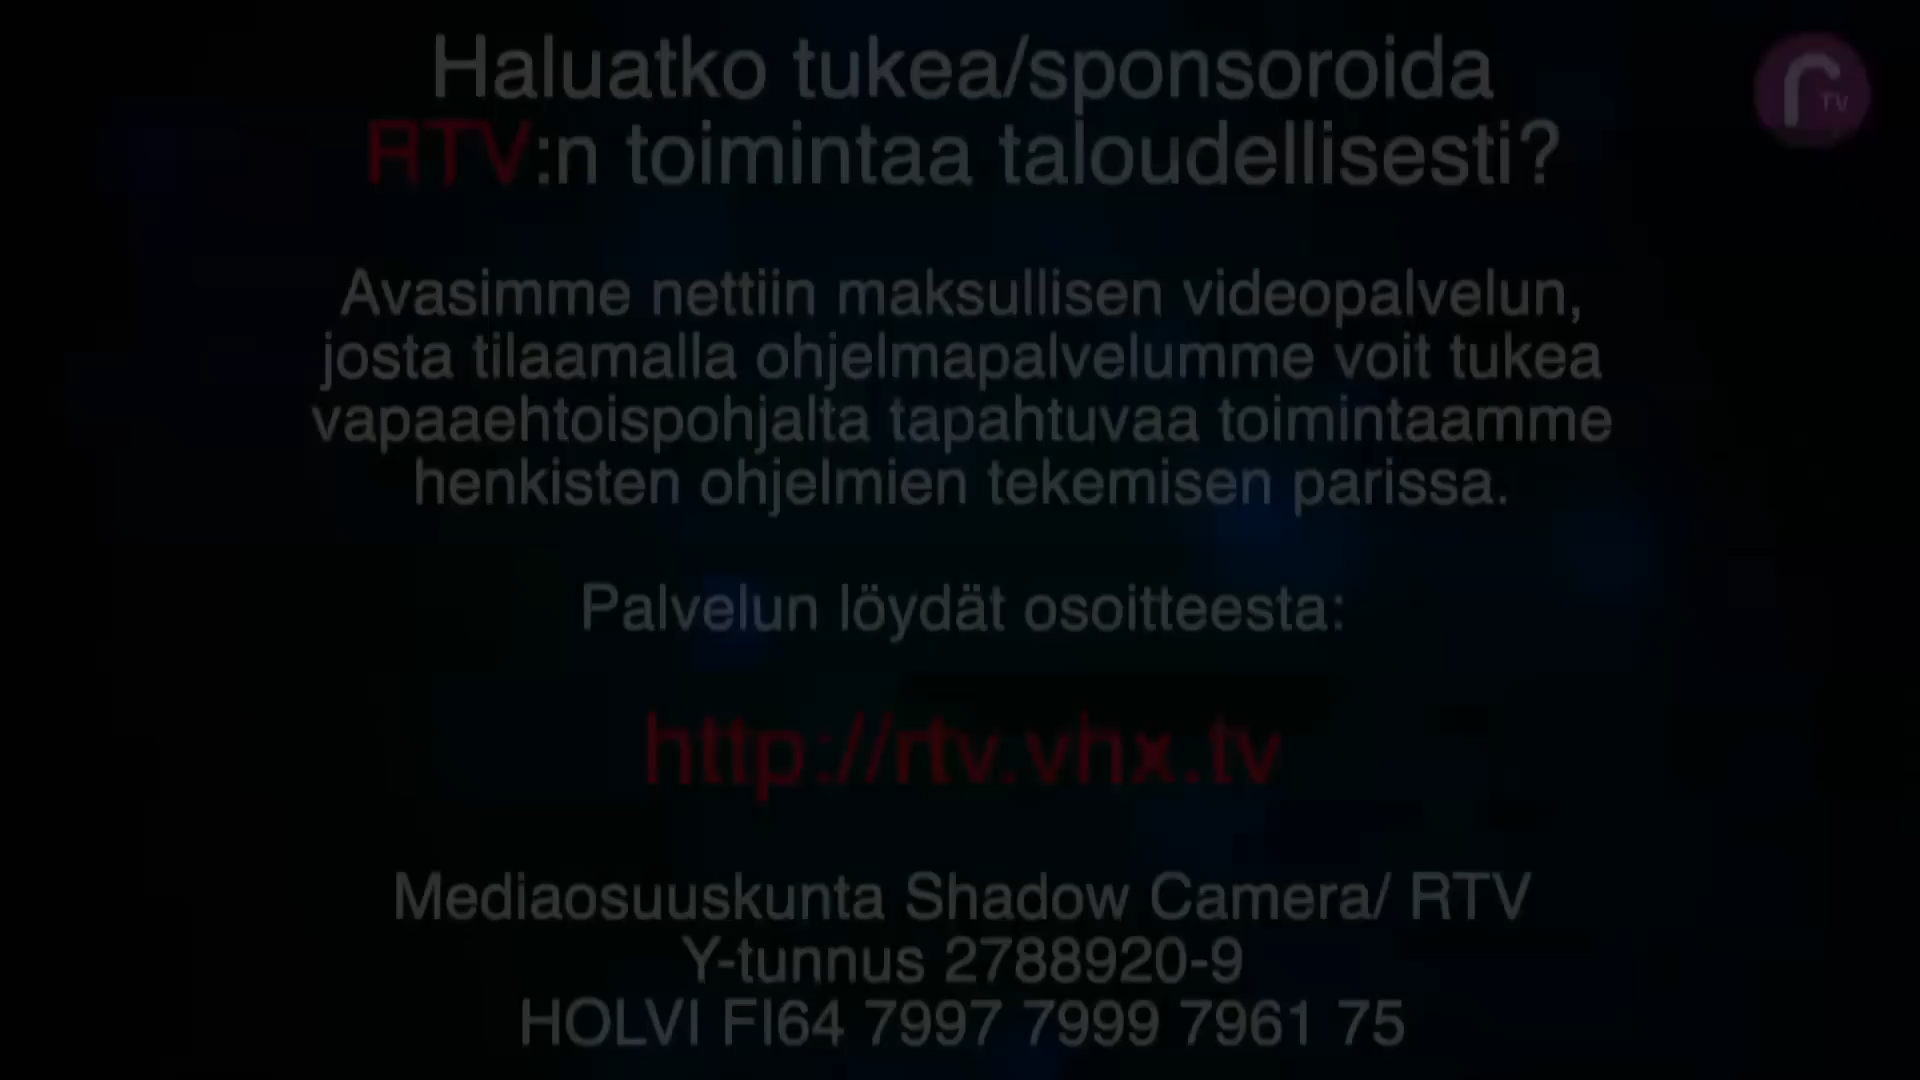 Haluatko tukea/sponsoroida
RTV:n toimintaa taloudellisesti?
r TV
Avasimme nettiin maksullisen videopalvelun,
josta tilaamalla ohjelmapalvelumme voit tukea
vapaaehtoispohjalta tapahtuvaa toimintaamme
henkisten ohjelmien tekemisen parissa.
Palvelun löydät osoitteesta:
http://rtv.vhx.tv
Mediaosuuskunta Shadow Camera/ RTV
Y-tunnus 2788920-9
HOLVI FI64 7997 7999 7961 75